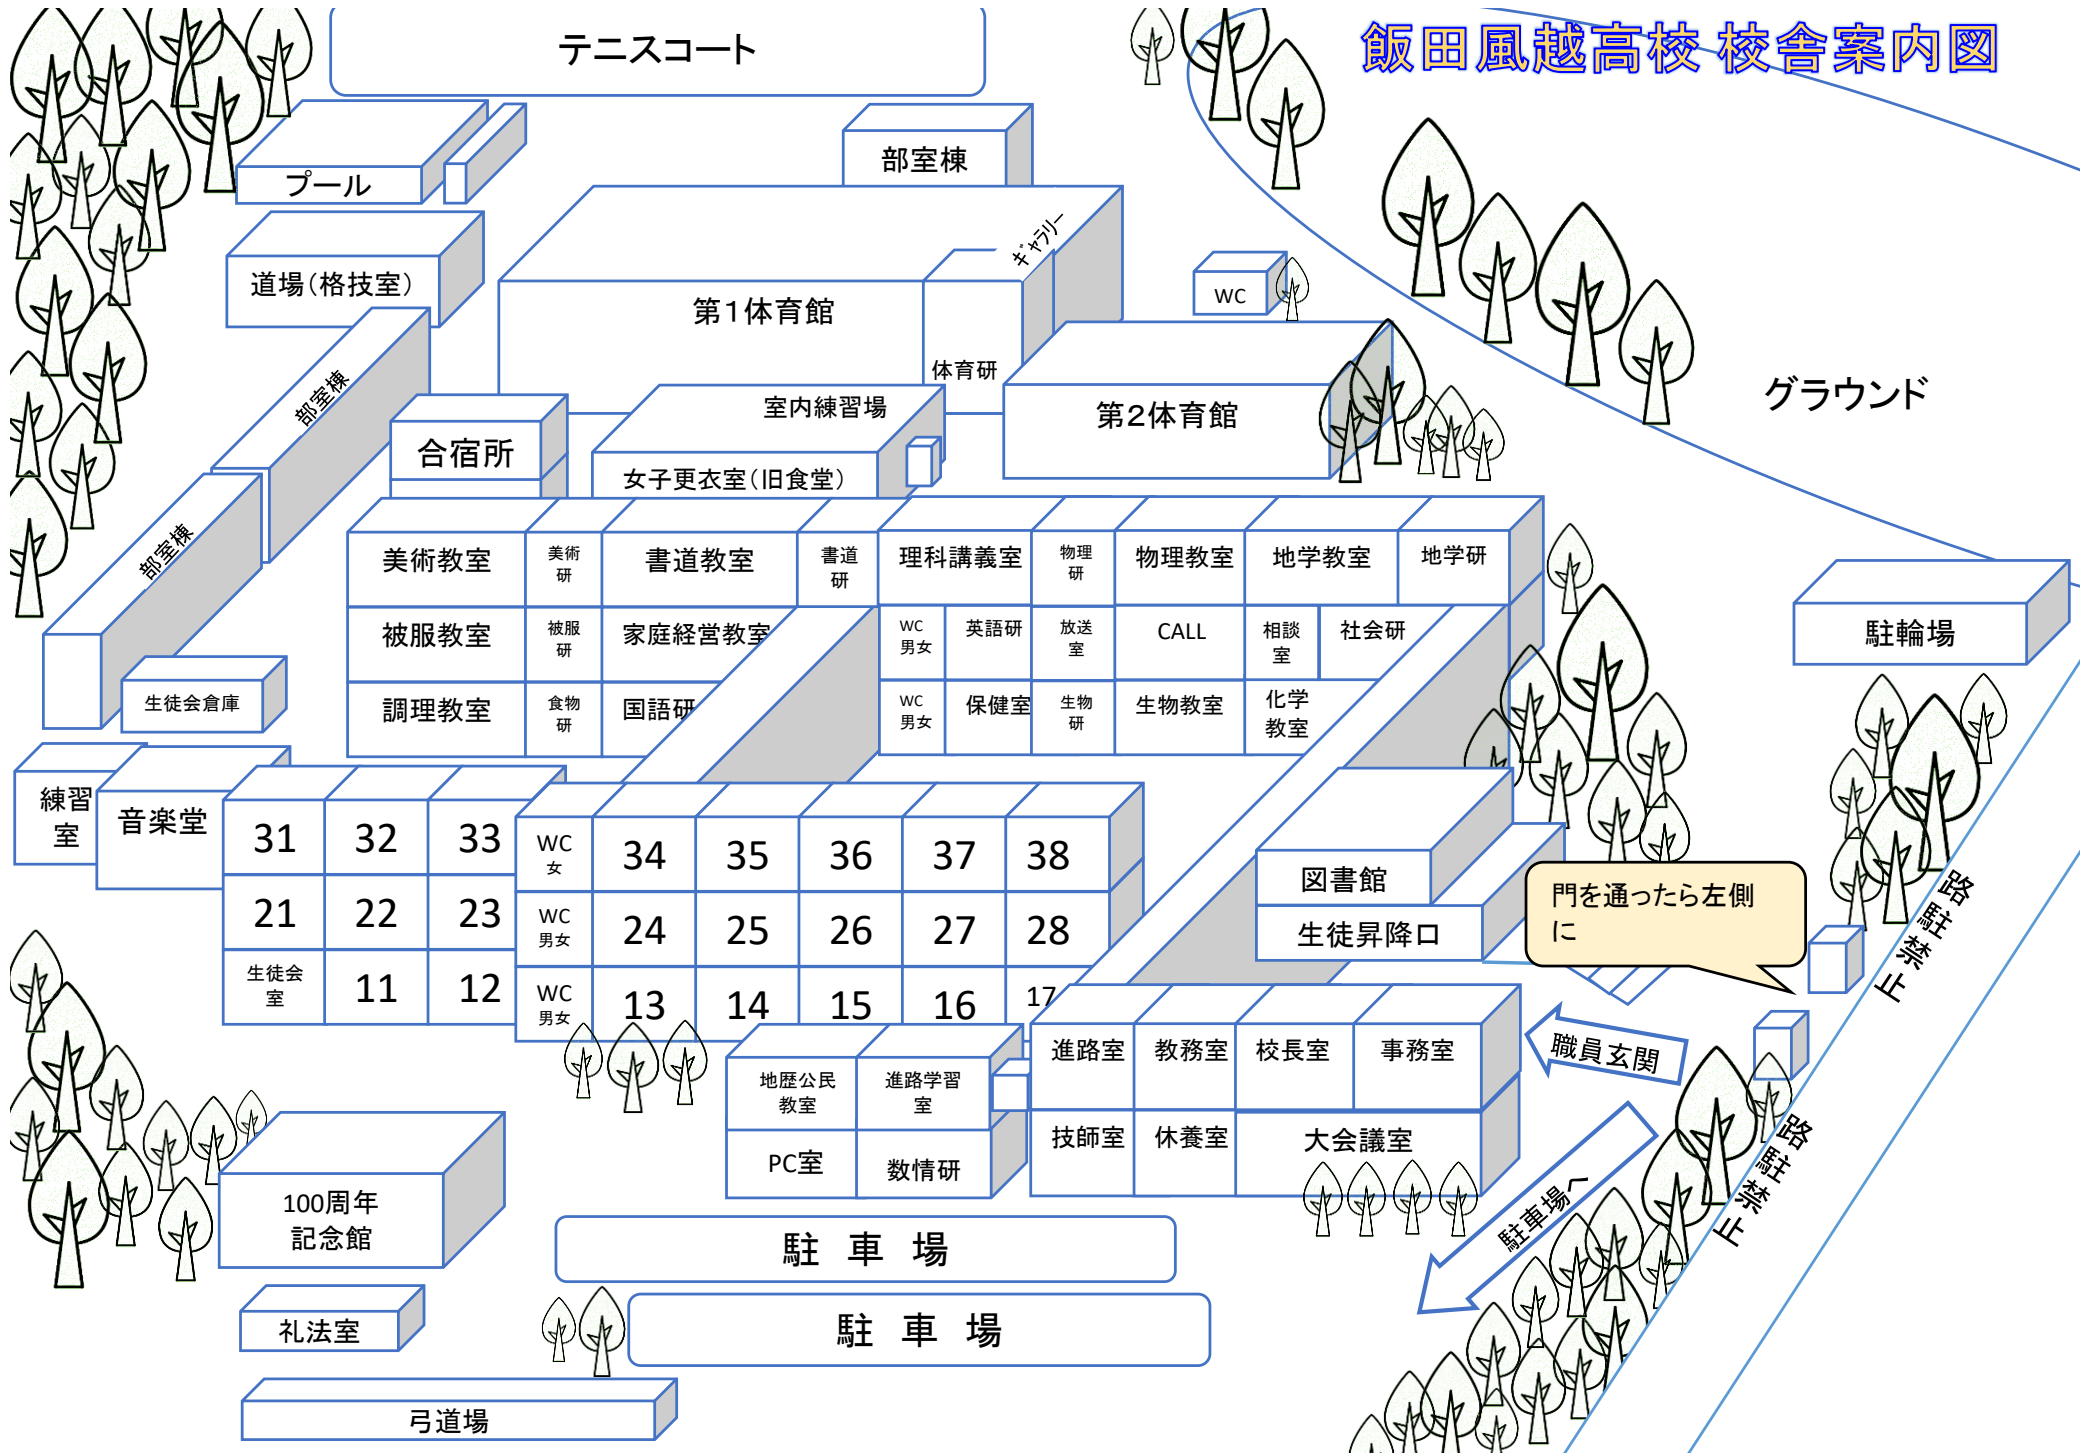 テニスコート
飯田風越高校 校舎案内図
部室棟
プール
ギャラリー
道場(格技室)
WC
第1体育館
体育研
グラウンド
部室棟
室内練習場
第2体育館
合宿所
女子更衣室(旧食堂)
部室棟
美術教室
美術
研
書道教室
書道
研
理科講義室
物理
研
物理教室
地学教室
地学研
被服教室
被服
研
家庭経営教室
WC
男女
英語研
放送
室
CALL
相談
室
社会研
駐輪場
生徒会倉庫
調理教室
食物
研
国語研
WC
男女
保健室
生物
研
生物教室
化学
教室
練習
室
音楽堂
31
32
33
WC
女
34
35
36
37
38
図書館
21
22
23
WC
男女
24
25
26
27
28
生徒昇降口
門を通ったら左側
に
路駐禁止
生徒会
室
11
12
WC
男女
13
14
15
16
17
進路室
教務室
校長室
事務室
職員玄関
地歴公民
教室
進路学習
室
技師室
休養室
大会議室
路駐禁止
PC室
数情研
駐車場へ
100周年
記念館
駐 車 場
礼法室
駐 車 場
弓道場